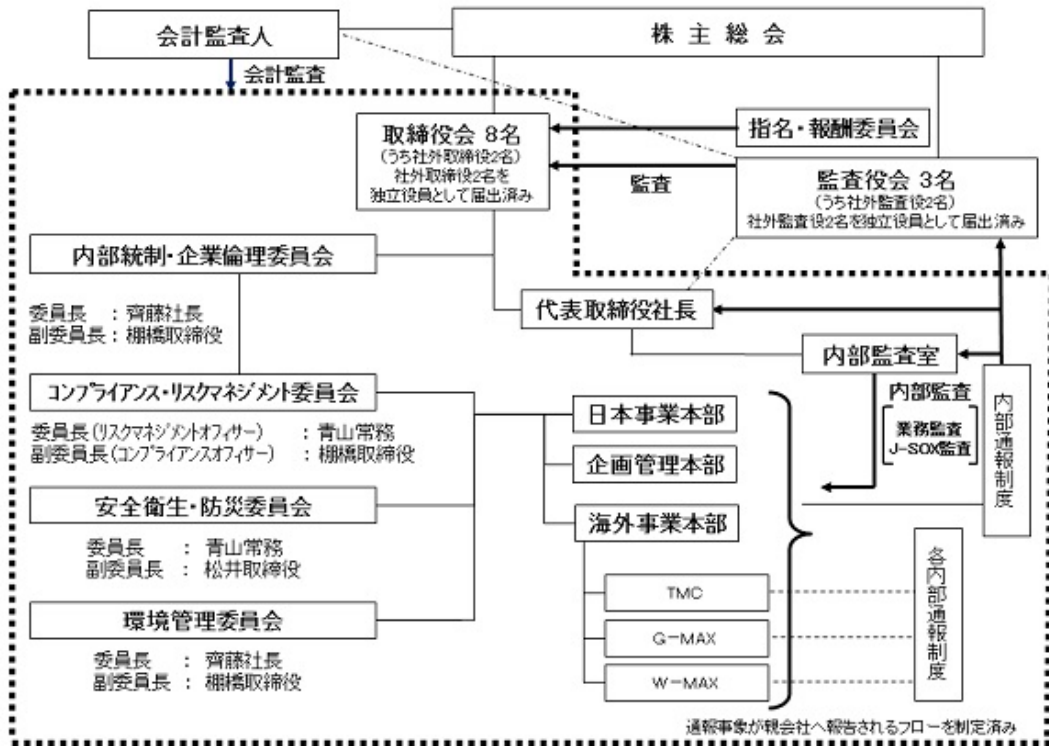 会計監査人
株主総会
会計監査
取締役会 8名
(うち社外取締役2名)
社外取締役2名を
独立役員として届出済み
指名・報酬委員会
監査
監査役会 3名
(うち社外監査役2名)
社外監査役2名を独立役員として届出済み
内部統制・企業倫理委員会
委員長 :齊藤社長
副委員長:棚橋取締役
代表取締役社長
内部監査室
内部監査
業務監査
J-SOX監査
内部通報制度
コンプライアンス・リスクマネジメント委員会
委員長(リスクマネジメントオフィサー) :青山常務
副委員長(コンプライアンスオフィサー) :棚橋取締役
日本事業本部
企画管理本部
海外事業本部
安全衛生・防災委員会
委員長 :青山常務
副委員長 :松井取締役
環境管理委員会
委員長 :齊藤社長
副委員長 :棚橋取締役
TMC
G-MAX
W-MAX
各内部通報制度
通報事象が親会社へ報告されるフローを制定済み